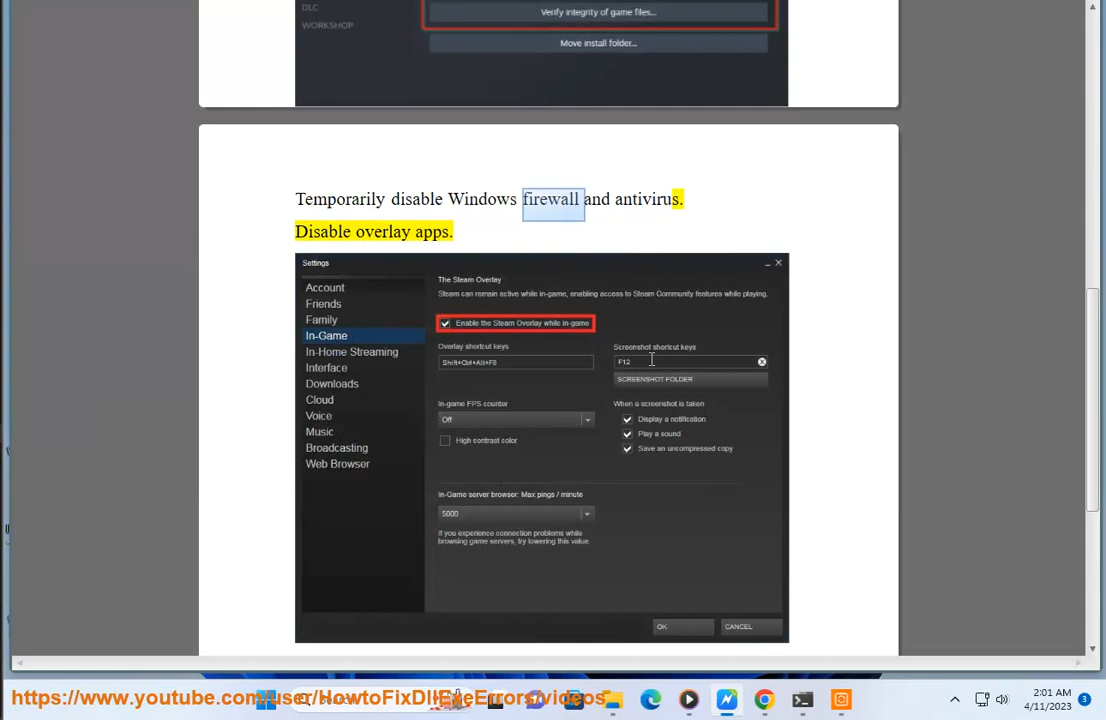 DLC
WORKSHOP
Verify integrity of game files...
Move install folder...
Temporarily disable Windows firewall and antivirus.
Disable overlay apps.
Settings
Account
Friends
Family
In-Game
In-Home Streaming
Interface
Downloads
Cloud
Voice
Music
Broadcasting
Web Browser
The Steam Overlay
Steam can remain active while in-game, enabling access to Steam Community features while playing.
Enable the Steam Overlay while in-game
Overlay shortcut keys
Screenshot shortcut keys
F12
SCREENSHOT FOLDER
In-game FPS counter
Off
High contrast color
When a screenshot is taken
Display a notification
Play a sound
Save an uncompressed copy
In-Game server browser: Max pings / minute
5000
If you experience connection problems while
browsing game servers, try lowering this value.
OK
CANCEL
https://www.youtube.com/user/HowtoFixDllExeErrors/videos
2:01 AM
4/11/2023
3